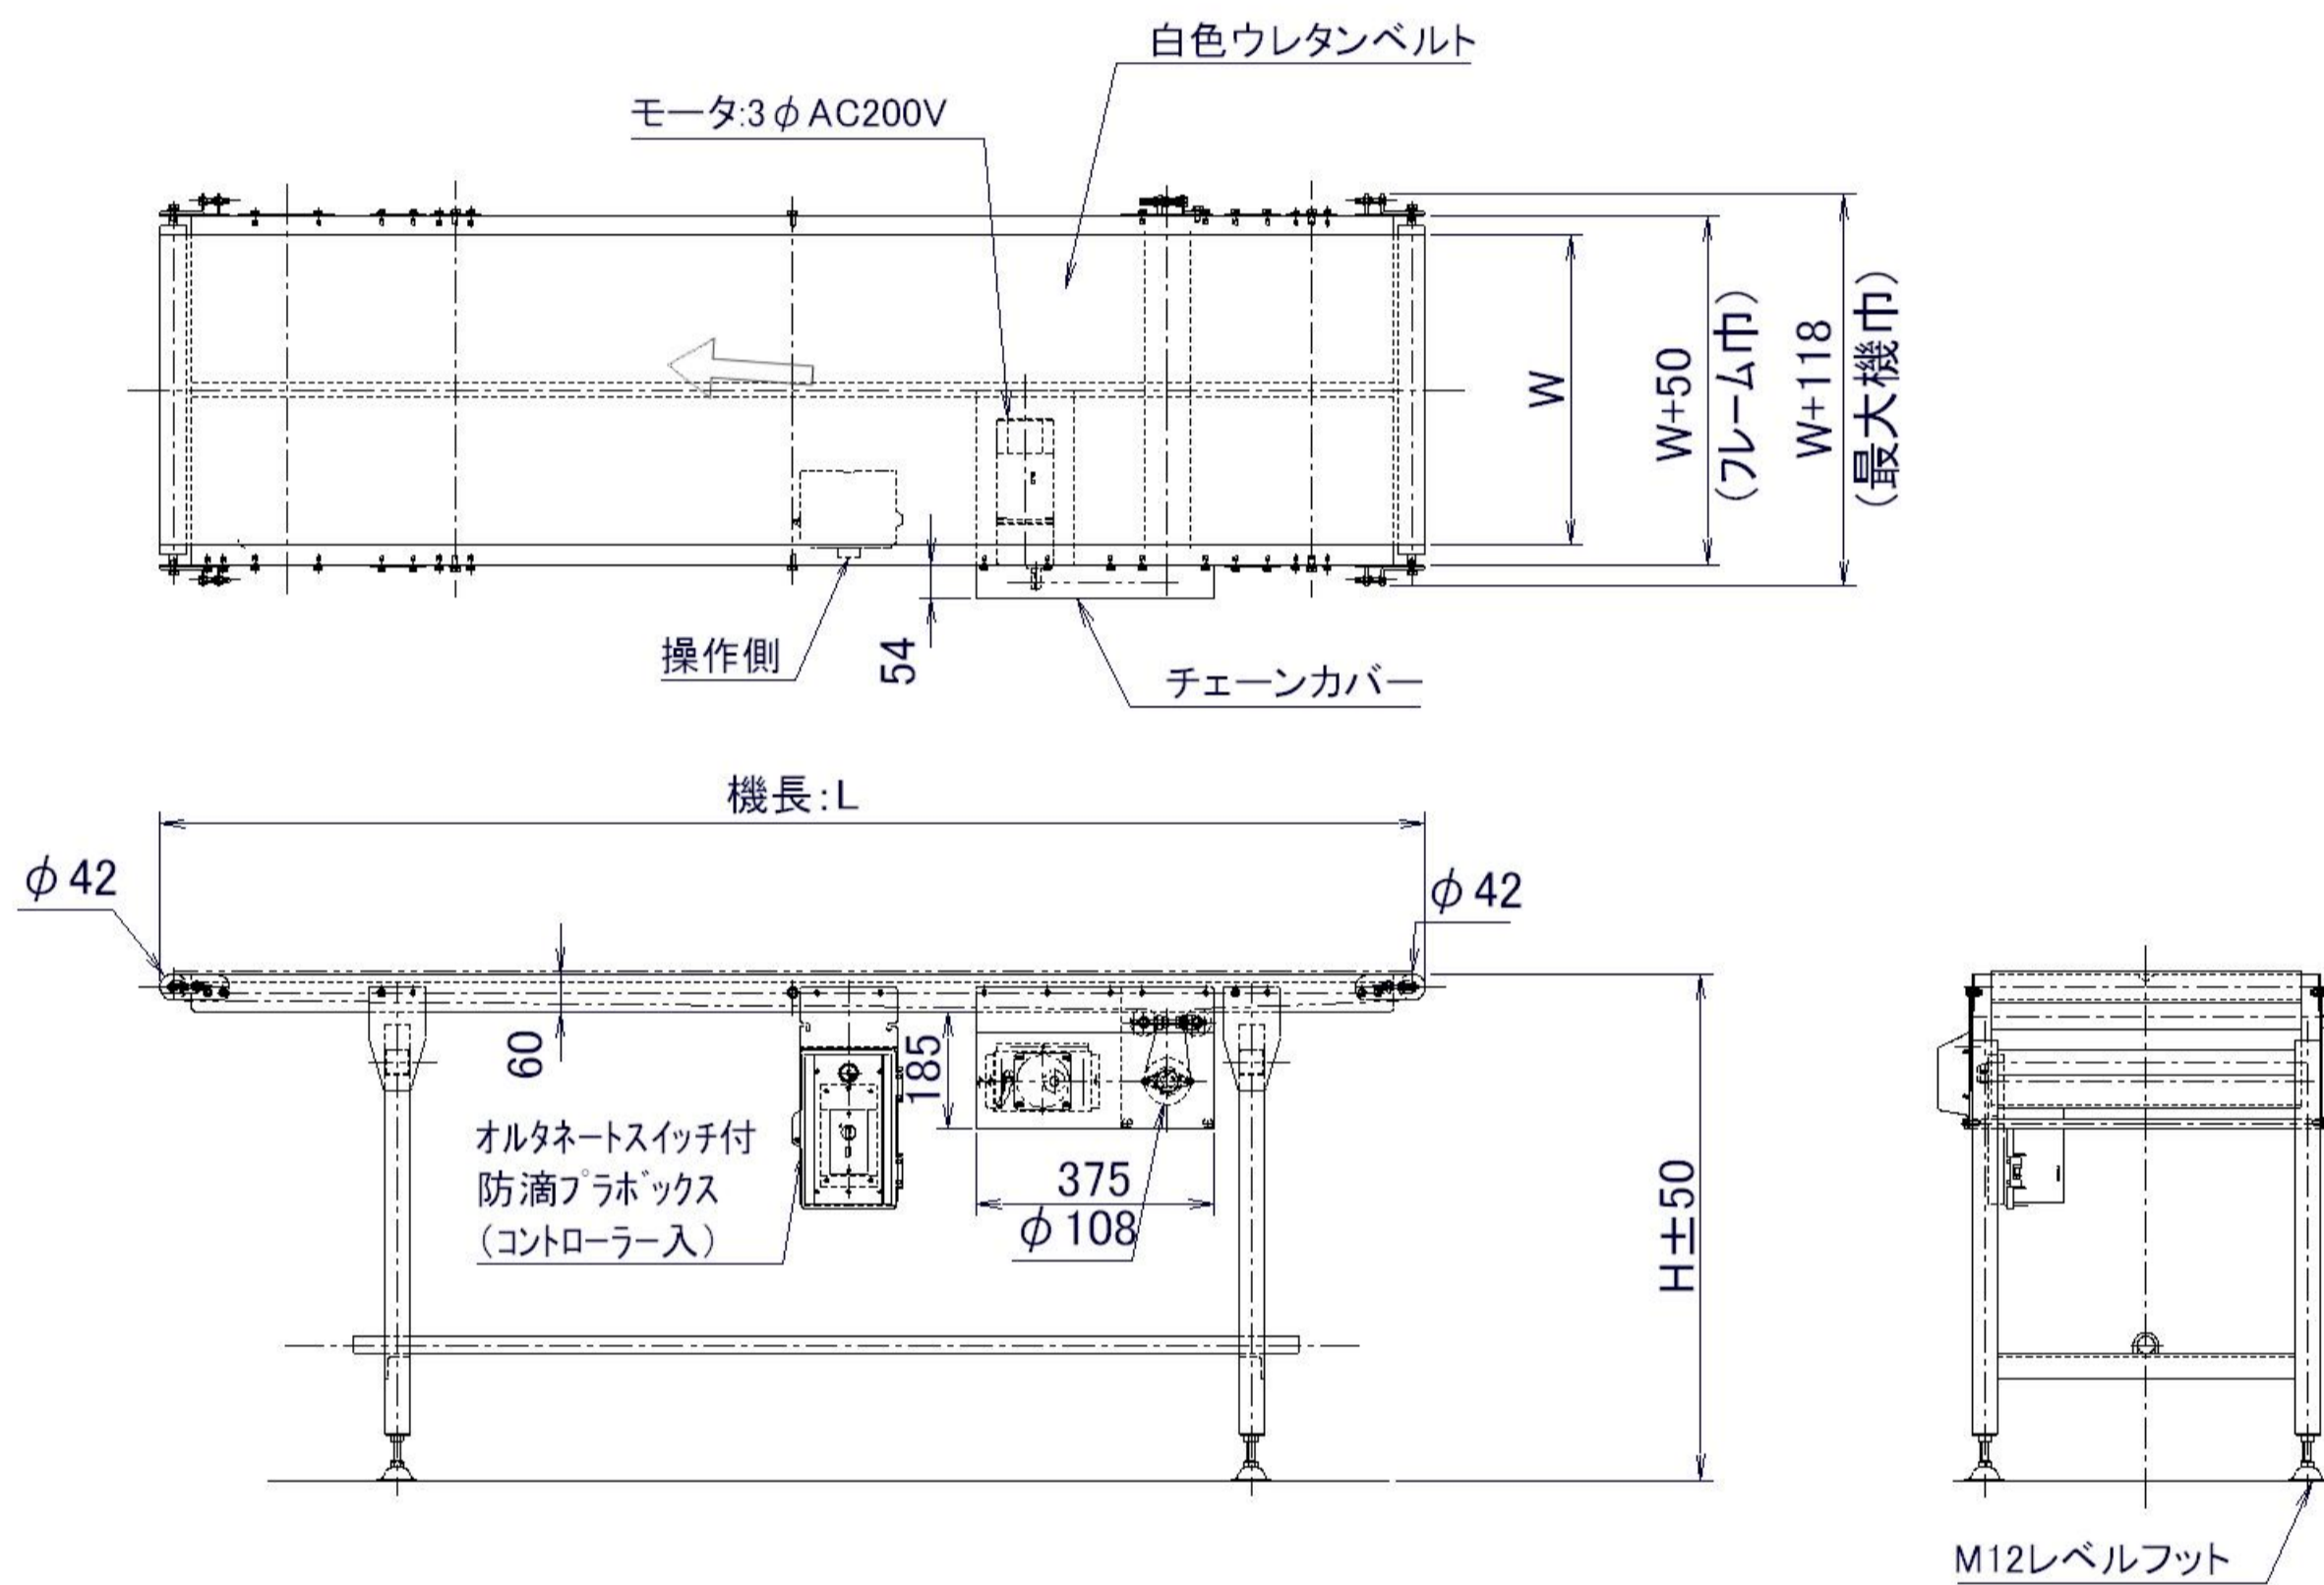 白色ウレタンベルト
モータ:3φAC200V
W
W+50
(フレーム巾)
W+118
(最大機巾)
操作側
54
チェーンカバー
機長:L
φ42
φ42
60
185
オルタネートスイッチ付
防滴プラボックス
(コントローラー入)
375
φ108
H±50
M12レベルフット